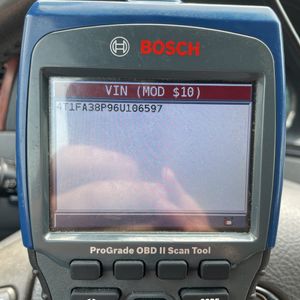 BOSCH
VIN (MOD $10)
4T1FA38P96U106597
ProGrade OBD II Scan Tool